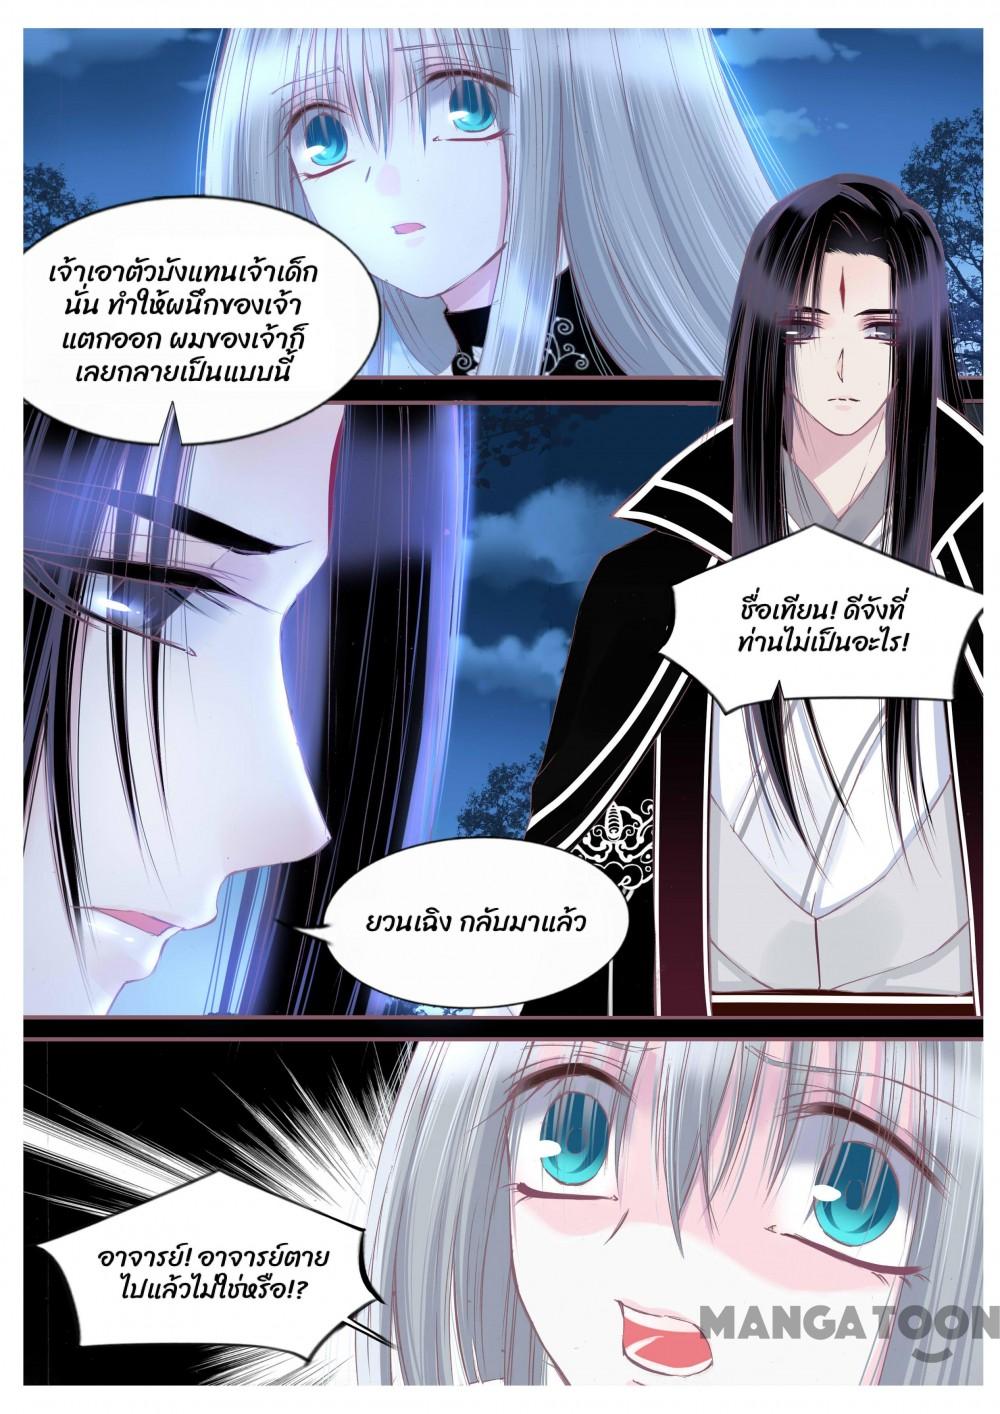 เจ้าเอาตัวบังแทนเจ้าเด็ก
นั่น ทำให้ผนึกของเจ้า
แตกออก ผมของเจ้าก็
เลยกลายเป็นแบบนี้
ชื่อเทียน! ดีจังที่
ท่านไม่เป็นอะไร!
ยวนเฉิง กลับมาแล้ว
อาจารย์! อาจารย์ตาย
ไปแล้วไม่ใช่หรือ!?
MANGATOON